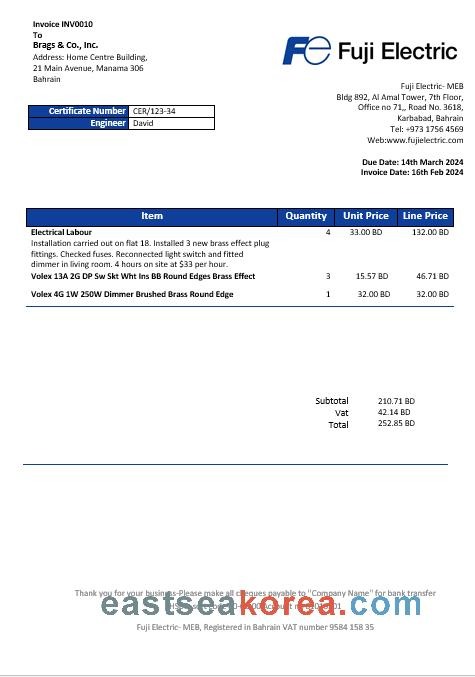 Invoice INV0010
To
Brags & Co., Inc.
Address: Home Centre Building,
21 Main Avenue, Manama 306
Bahrain
Fe Fuji Electric
Fuji Electric- MEB
Bldg 892, Al Amal Tower, 7th Floor,
Office no 71,, Road No. 3618,
Karbabad, Bahrain
Tel: +973 1756 4569
Web:www.fujielectric.com
Certificate Number CER/123-34
Engineer David
Due Date: 14th March 2024
Invoice Date: 16th Feb 2024
Item Quantity Unit Price Line Price
Electrical Labour 4 33.00 BD 132.00 BD
Installation carried out on flat 18. Installed 3 new brass effect plug
fittings. Checked fuses. Reconnected light switch and fitted
dimmer in living room. 4 hours on site at $33 per hour.
Volex 13A 2G DP Sw Skt Wht Ins BB Round Edges Brass Effect 3 15.57 BD 46.71 BD
Volex 4G 1W 250W Dimmer Brushed Brass Round Edge 1 32.00 BD 32.00 BD
Subtotal 210.71 BD
Vat 42.14 BD
Total 252.85 BD
Thank you for your business-Please make all cheques payable to "Company Name" for bank transfer
eastseakorea.com
Fuji Electric- MEB, Registered in Bahrain VAT number 9584 158 35